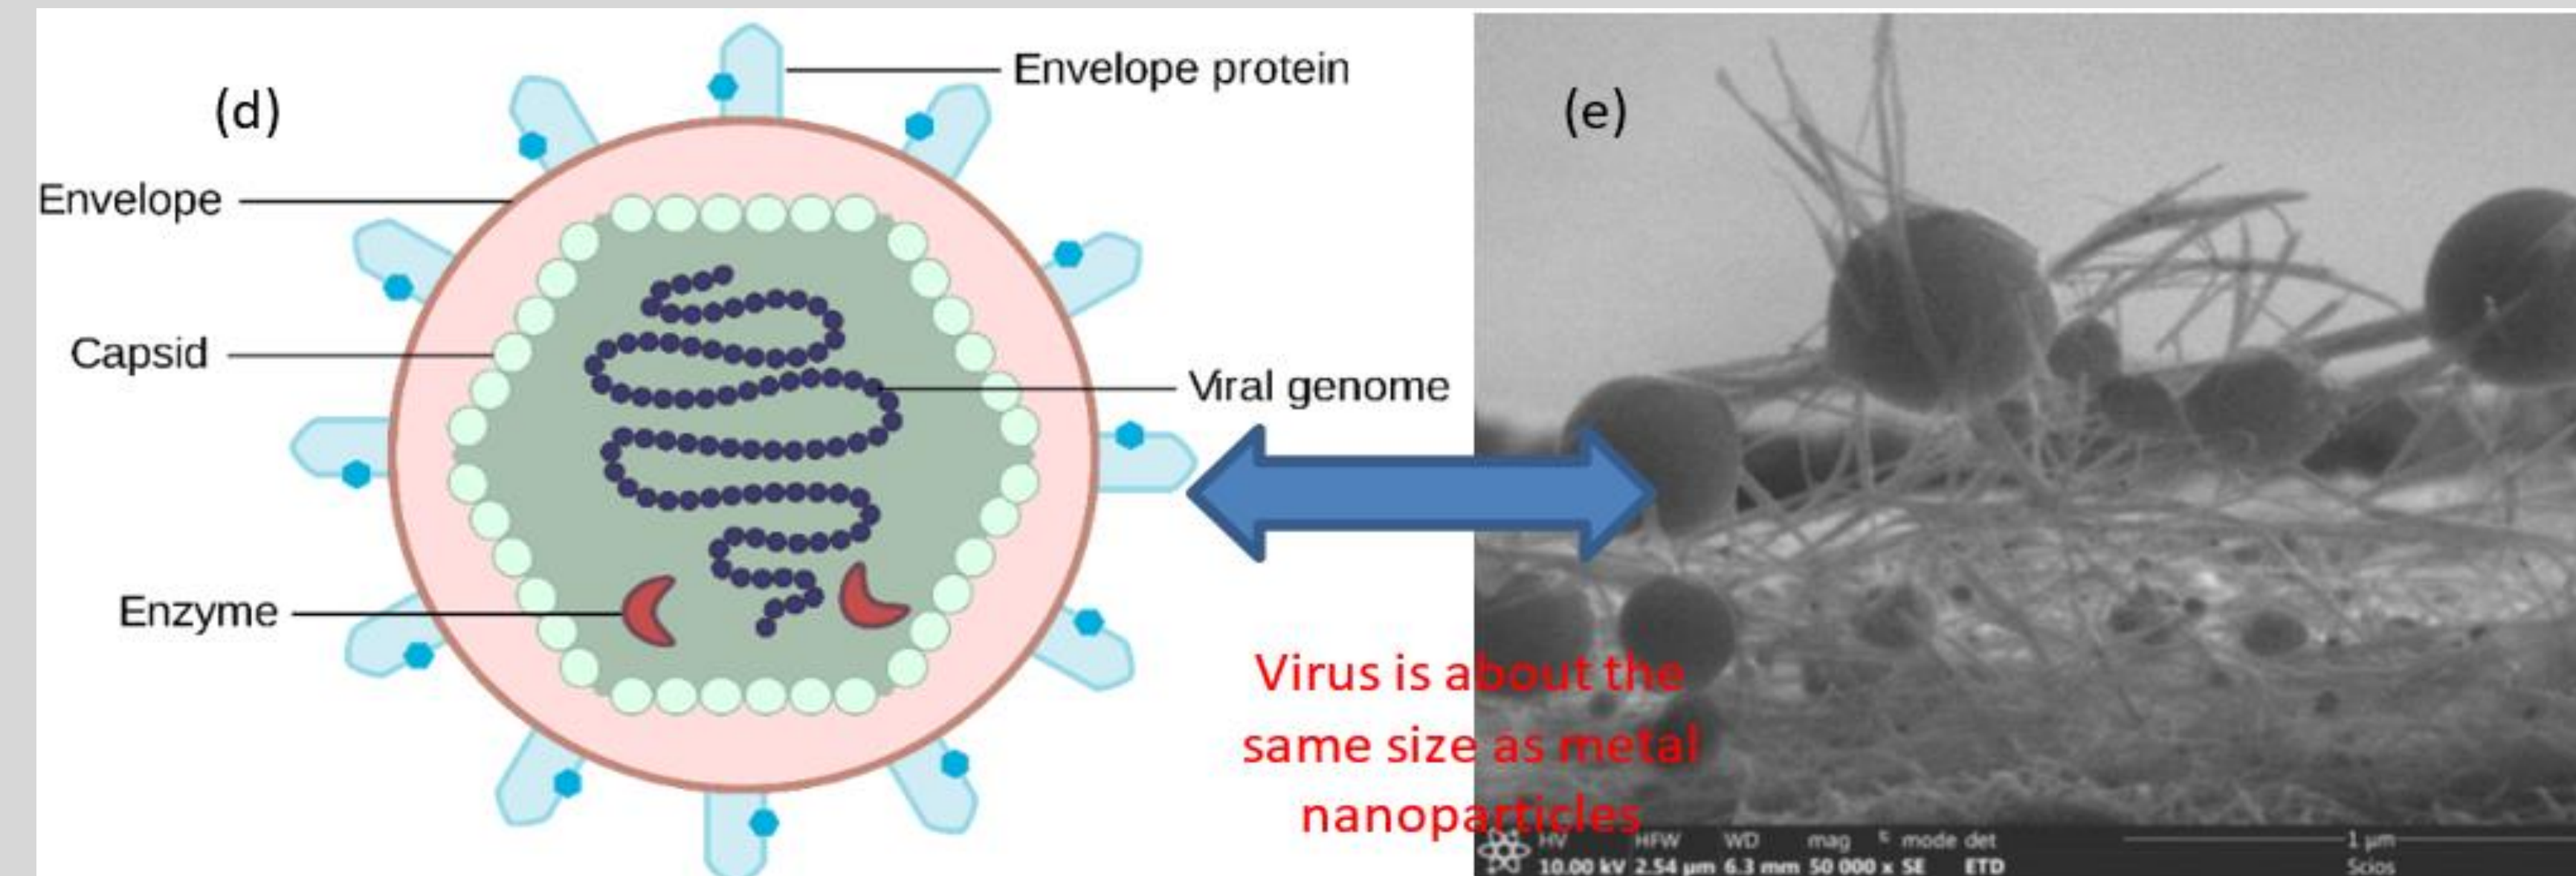 (d)
Envelope protein
Envelope
Capsid
Viral genome
Enzyme
(e)
Virus is about the
same size as metal
nanoparticles
HV HFW WD mag mode det 1 µm
10.00 kV 2.54 µm 6.3 mm 50 000 x SE ETD Scios